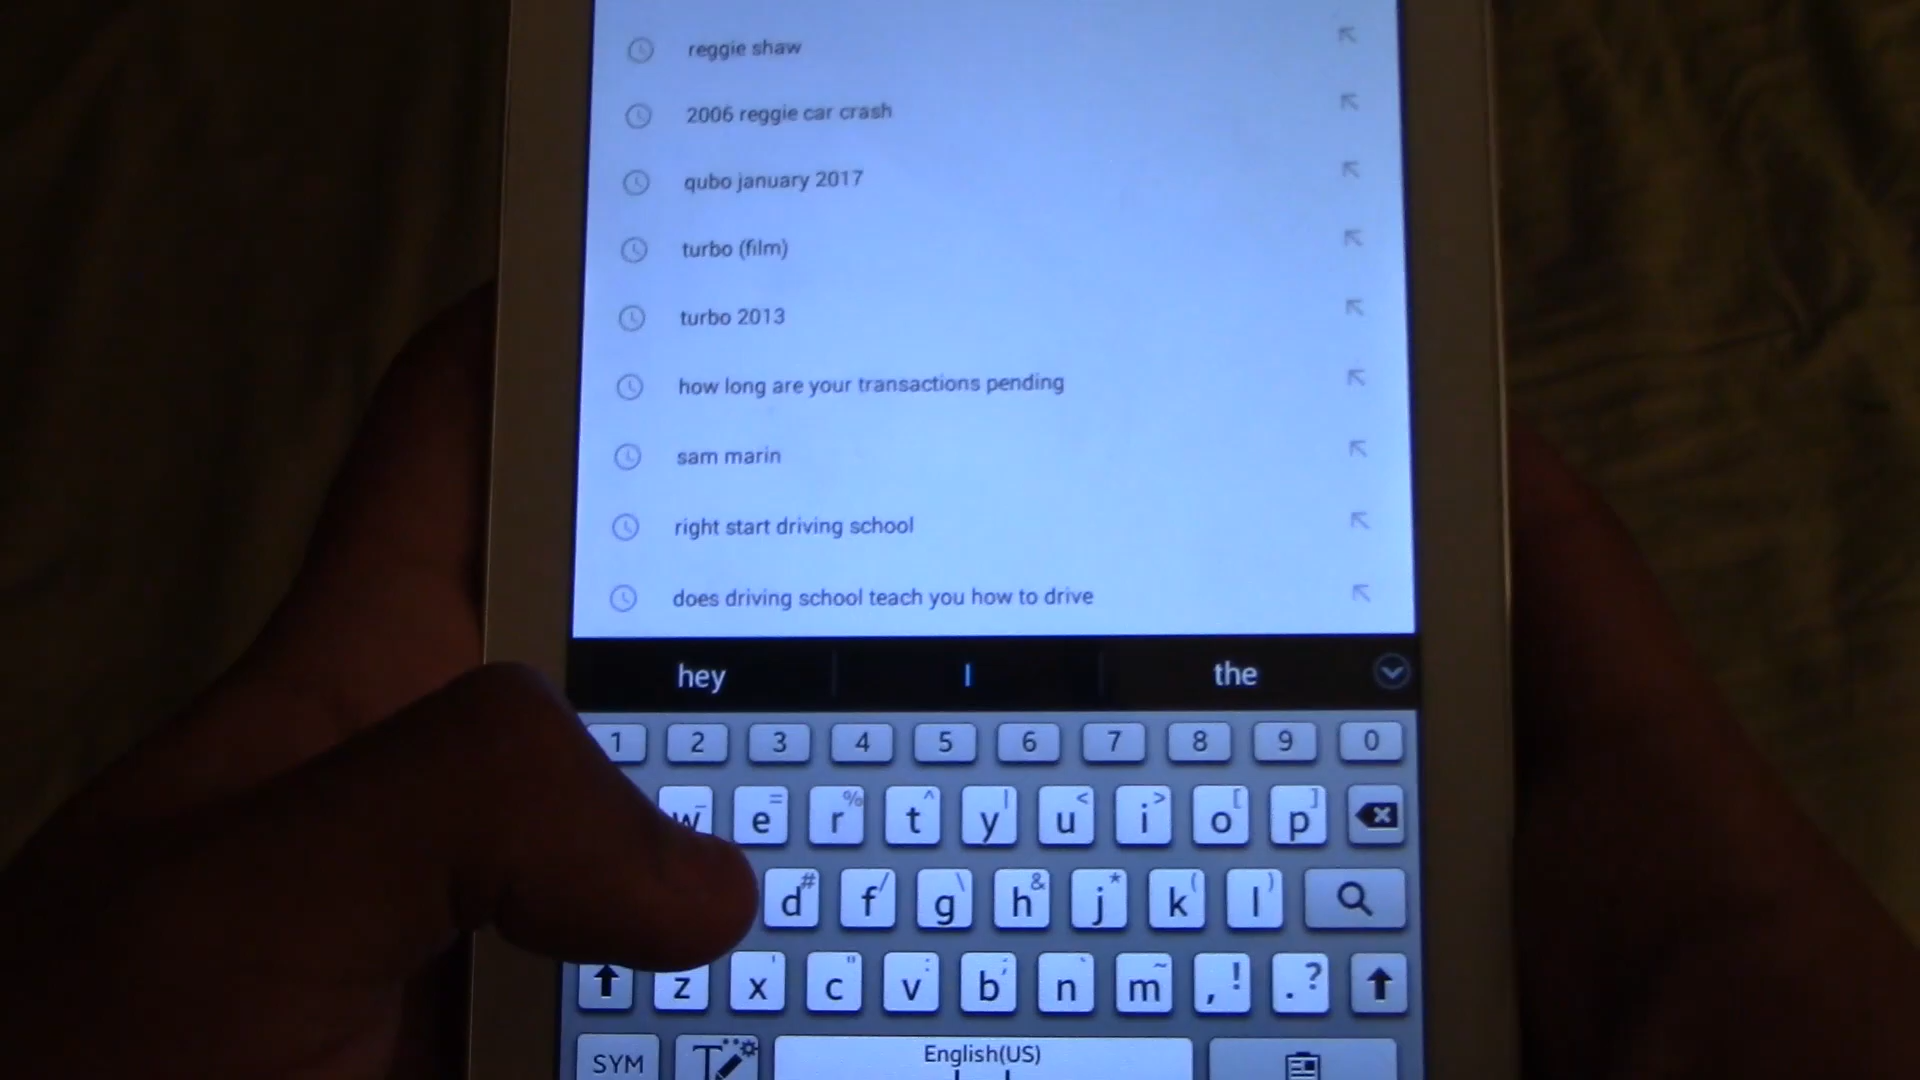 reggie shaw
2006 reggie car crash
qubo january 2017
turbo (film)
turbo 2013
how long are your transactions pending
sam marin
right start driving school
does driving school teach you how to drive
hey I the
1 2 3 4 5 6 7 8 9 0
w _ e = r % t ^ y | u < i > o [ p ]
d # f / g \ h & j * k ( l )
z x ' c " v : b ; n ` m ~ , ! . ?
SYM T English(US)